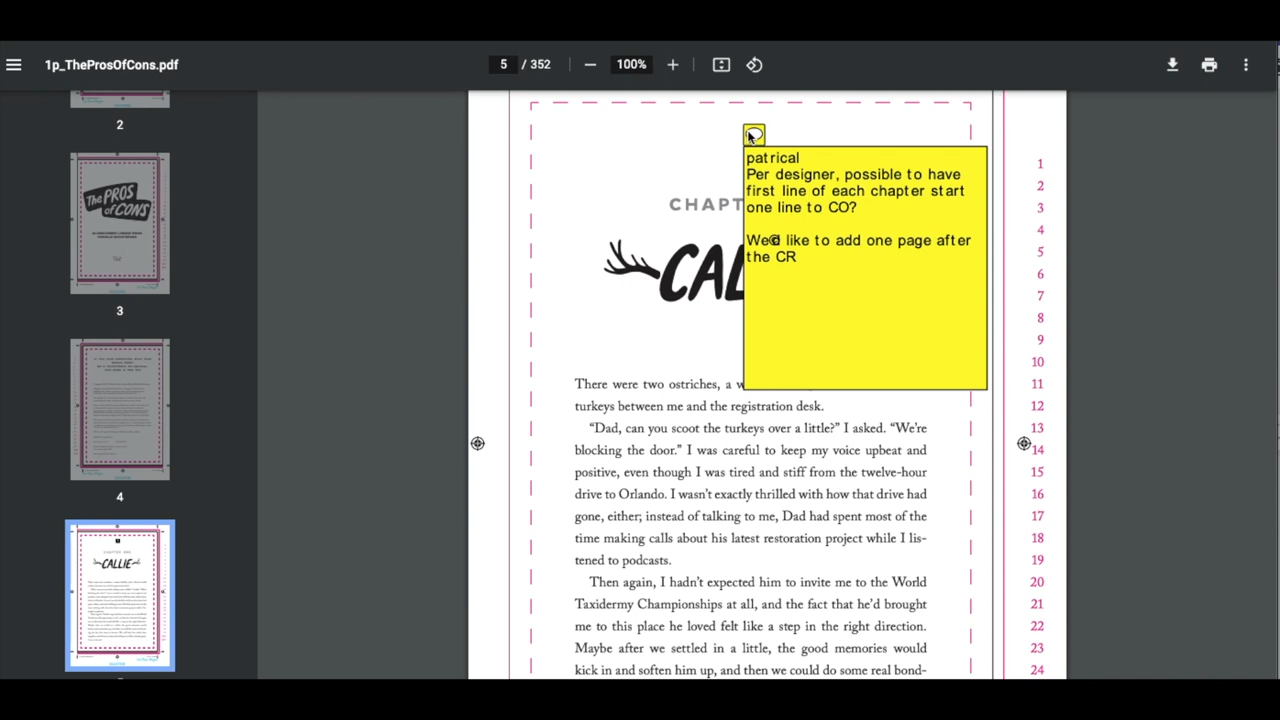 1p_TheProsOfCons.pdf
5 / 352
100%
2
The PROS
of CONS
3
4
CALLIE
patrical
Per designer, possible to have
first line of each chapter start
one line to CO?
We©d like to add one page after
the CR
CHAPT
CAL
There were two ostriches, a w
turkeys between me and the registration desk.
“Dad, can you scoot the turkeys over a little?” I asked. “We’re
blocking the door.” I was careful to keep my voice upbeat and
positive, even though I was tired and stiff from the twelve-hour
drive to Orlando. I wasn’t exactly thrilled with how that drive had
gone, either; instead of talking to me, Dad had spent most of the
time making calls about his latest restoration project while I lis-
tened to podcasts.
Then again, I hadn’t expected him to invite me to the World
Taxidermy Championships at all, and the fact that he’d brought
me to this place he loved felt like a step in the right direction.
Maybe after we settled in a little, the good memories would
kick in and soften him up, and then we could do some real bond-
1
2
3
4
5
6
7
8
9
10
11
12
13
14
15
16
17
18
19
20
21
22
23
24